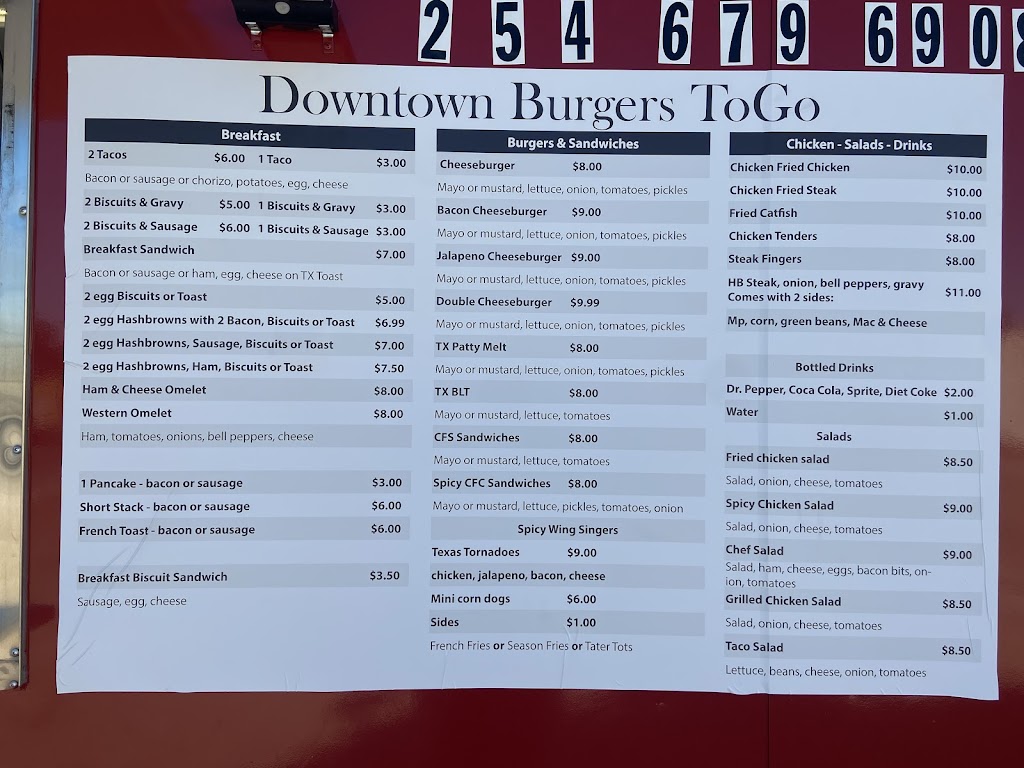 2 5 4 6 7 9 6 9 0 8
Downtown Burgers ToGo
Breakfast
2 Tacos $6.00 1 Taco $3.00
Bacon or sausage or chorizo, potatoes, egg, cheese
2 Biscuits & Gravy $5.00 1 Biscuits & Gravy $3.00
2 Biscuits & Sausage $6.00 1 Biscuits & Sausage $3.00
Breakfast Sandwich $7.00
Bacon or sausage or ham, egg, cheese on TX Toast
2 egg Biscuits or Toast $5.00
2 egg Hashbrowns with 2 Bacon, Biscuits or Toast $6.99
2 egg Hashbrowns, Sausage, Biscuits or Toast $7.00
2 egg Hashbrowns, Ham, Biscuits or Toast $7.50
Ham & Cheese Omelet $8.00
Western Omelet $8.00
Ham, tomatoes, onions, bell peppers, cheese
1 Pancake - bacon or sausage $3.00
Short Stack - bacon or sausage $6.00
French Toast - bacon or sausage $6.00
Breakfast Biscuit Sandwich $3.50
Sausage, egg, cheese
Burgers & Sandwiches
Cheeseburger $8.00
Mayo or mustard, lettuce, onion, tomatoes, pickles
Bacon Cheeseburger $9.00
Mayo or mustard, lettuce, onion, tomatoes, pickles
Jalapeno Cheeseburger $9.00
Mayo or mustard, lettuce, onion, tomatoes, pickles
Double Cheeseburger $9.99
Mayo or mustard, lettuce, onion, tomatoes, pickles
TX Patty Melt $8.00
Mayo or mustard, lettuce, onion, tomatoes, pickles
TX BLT $8.00
Mayo or mustard, lettuce, tomatoes
CFS Sandwiches $8.00
Mayo or mustard, lettuce, tomatoes
Spicy CFC Sandwiches $8.00
Mayo or mustard, lettuce, pickles, tomatoes, onion
Spicy Wing Singers
Texas Tornadoes $9.00
chicken, jalapeno, bacon, cheese
Mini corn dogs $6.00
Sides $1.00
French Fries or Season Fries or Tater Tots
Chicken - Salads - Drinks
Chicken Fried Chicken $10.00
Chicken Fried Steak $10.00
Fried Catfish $10.00
Chicken Tenders $8.00
Steak Fingers $8.00
HB Steak, onion, bell peppers, gravy $11.00
Comes with 2 sides:
Mp, corn, green beans, Mac & Cheese
Bottled Drinks
Dr. Pepper, Coca Cola, Sprite, Diet Coke $2.00
Water $1.00
Salads
Fried chicken salad $8.50
Salad, onion, cheese, tomatoes
Spicy Chicken Salad $9.00
Salad, onion, cheese, tomatoes
Chef Salad $9.00
Salad, ham, cheese, eggs, bacon bits, on-
ion, tomatoes
Grilled Chicken Salad $8.50
Salad, onion, cheese, tomatoes
Taco Salad $8.50
Lettuce, beans, cheese, onion, tomatoes